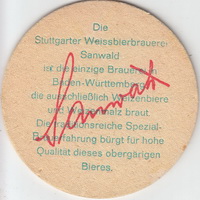 Die
Stuttgarter Weissbierbrauerei
Sanwald
ist die einzige Brauerei in
Baden-Württemberg,
die ausschließlich Weizenbiere
und Weizenmalz braut.
Die traditionsreiche Spezial-
Brauerfahrung bürgt für hohe
Qualität dieses obergärigen
Bieres.
Sanwald